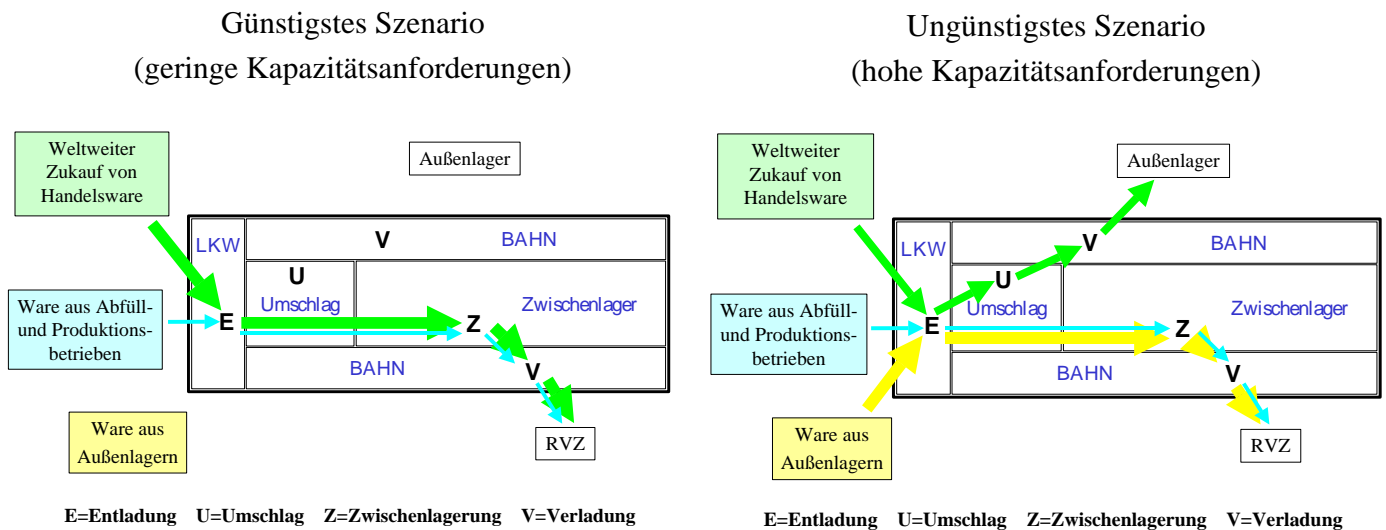 Günstigstes Szenario
(geringe Kapazitätsanforderungen)
Weltweiter
Zukauf von
Handelsware
Außenlager
LKW
V
BAHN
U
Umschlag
Zwischenlager
Ware aus Abfüll-
und Produktions-
betrieben
E
Z
BAHN
V
Ware aus
Außenlagern
RVZ
E=Entladung U=Umschlag Z=Zwischenlagerung V=Verladung
Ungünstigstes Szenario
(hohe Kapazitätsanforderungen)
Weltweiter
Zukauf von
Handelsware
Außenlager
LKW
V
BAHN
U
Umschlag
Zwischenlager
Ware aus Abfüll-
und Produktions-
betrieben
E
Z
BAHN
V
Ware aus
Außenlagern
RVZ
E=Entladung U=Umschlag Z=Zwischenlagerung V=Verladung